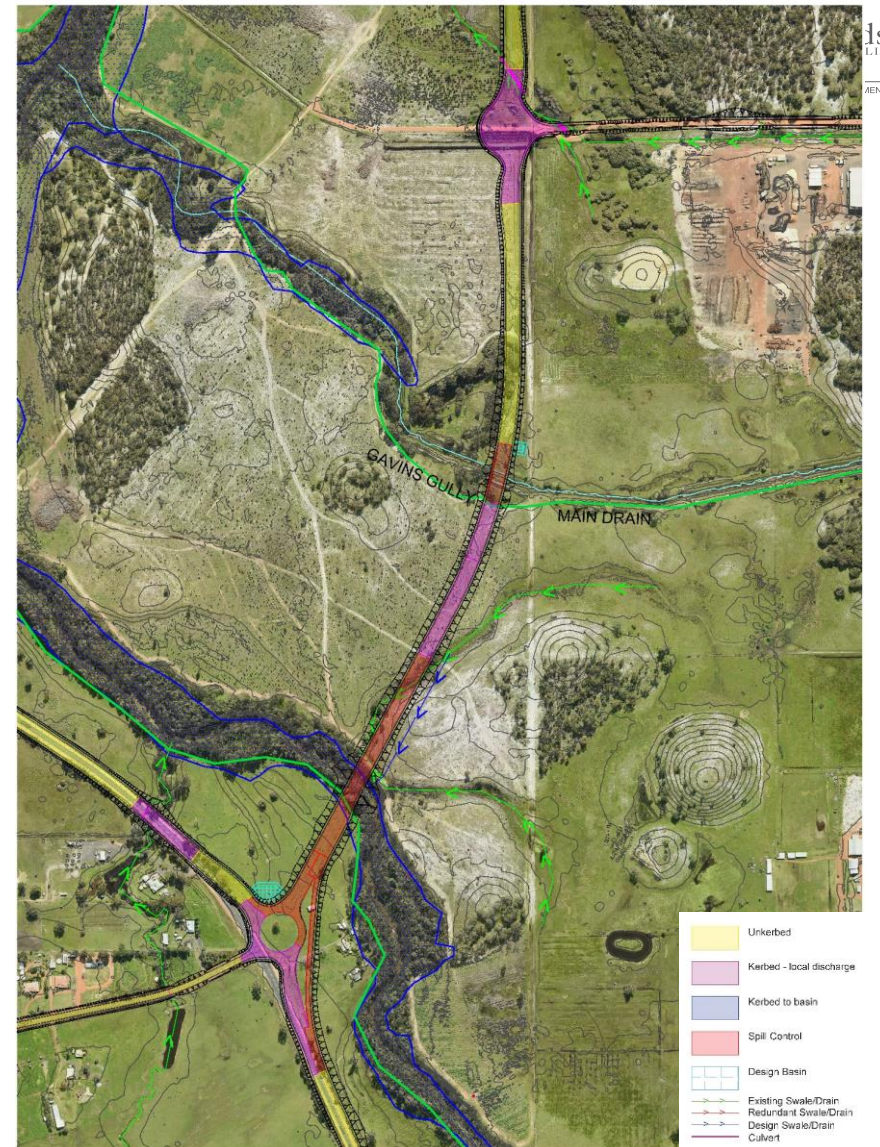 GAVINS GULLY
MAIN DRAIN
Unkerbed
Kerbed - local discharge
Kerbed to basin
Spill Control
Design Basin
Existing Swale/Drain
Redundant Swale/Drain
Design Swale/Drain
Culvert